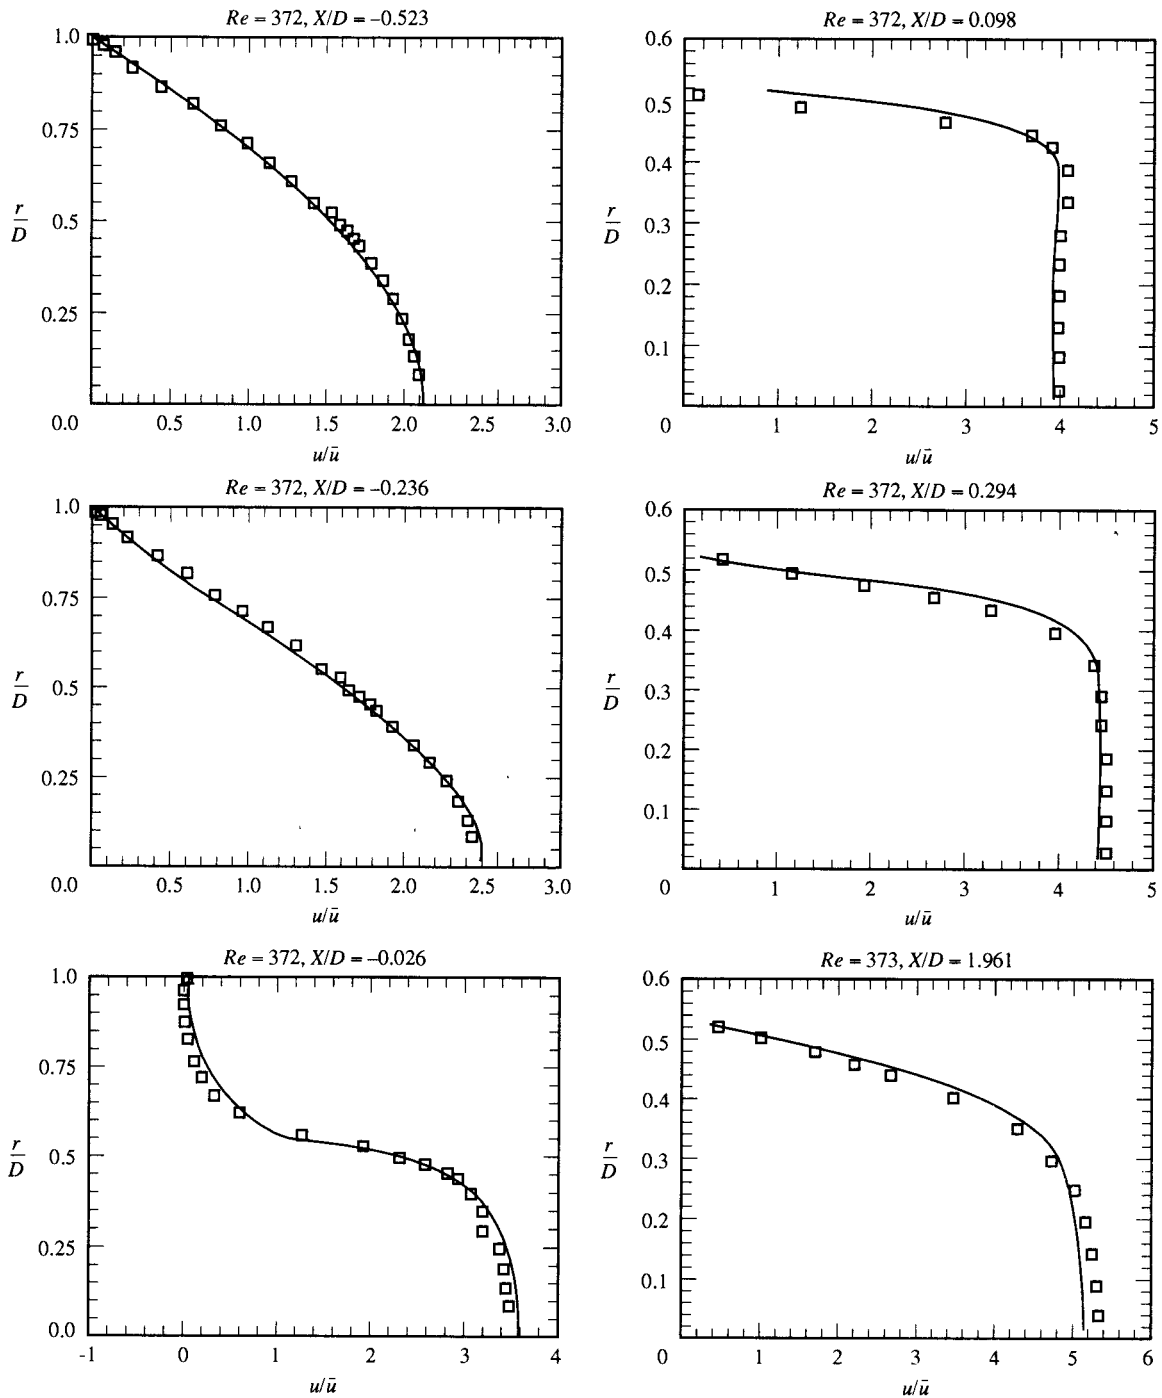 Re = 372, X/D = –0.523
1.0
0.75
r/D
0.5
0.25
0.0 0.5 1.0 1.5 2.0 2.5 3.0
u/ū
Re = 372, X/D = 0.098
0.6
0.5
0.4
r/D
0.3
0.2
0.1
0 1 2 3 4 5
u/ū
Re = 372, X/D = –0.236
1.0
0.75
r/D
0.5
0.25
0.0 0.5 1.0 1.5 2.0 2.5 3.0
u/ū
Re = 372, X/D = 0.294
0.6
0.5
0.4
r/D
0.3
0.2
0.1
0 1 2 3 4 5
u/ū
Re = 372, X/D = –0.026
1.0
0.75
r/D
0.5
0.25
0.0
-1 0 1 2 3 4
u/ū
Re = 373, X/D = 1.961
0.6
0.5
0.4
r/D
0.3
0.2
0.1
0 1 2 3 4 5 6
u/ū